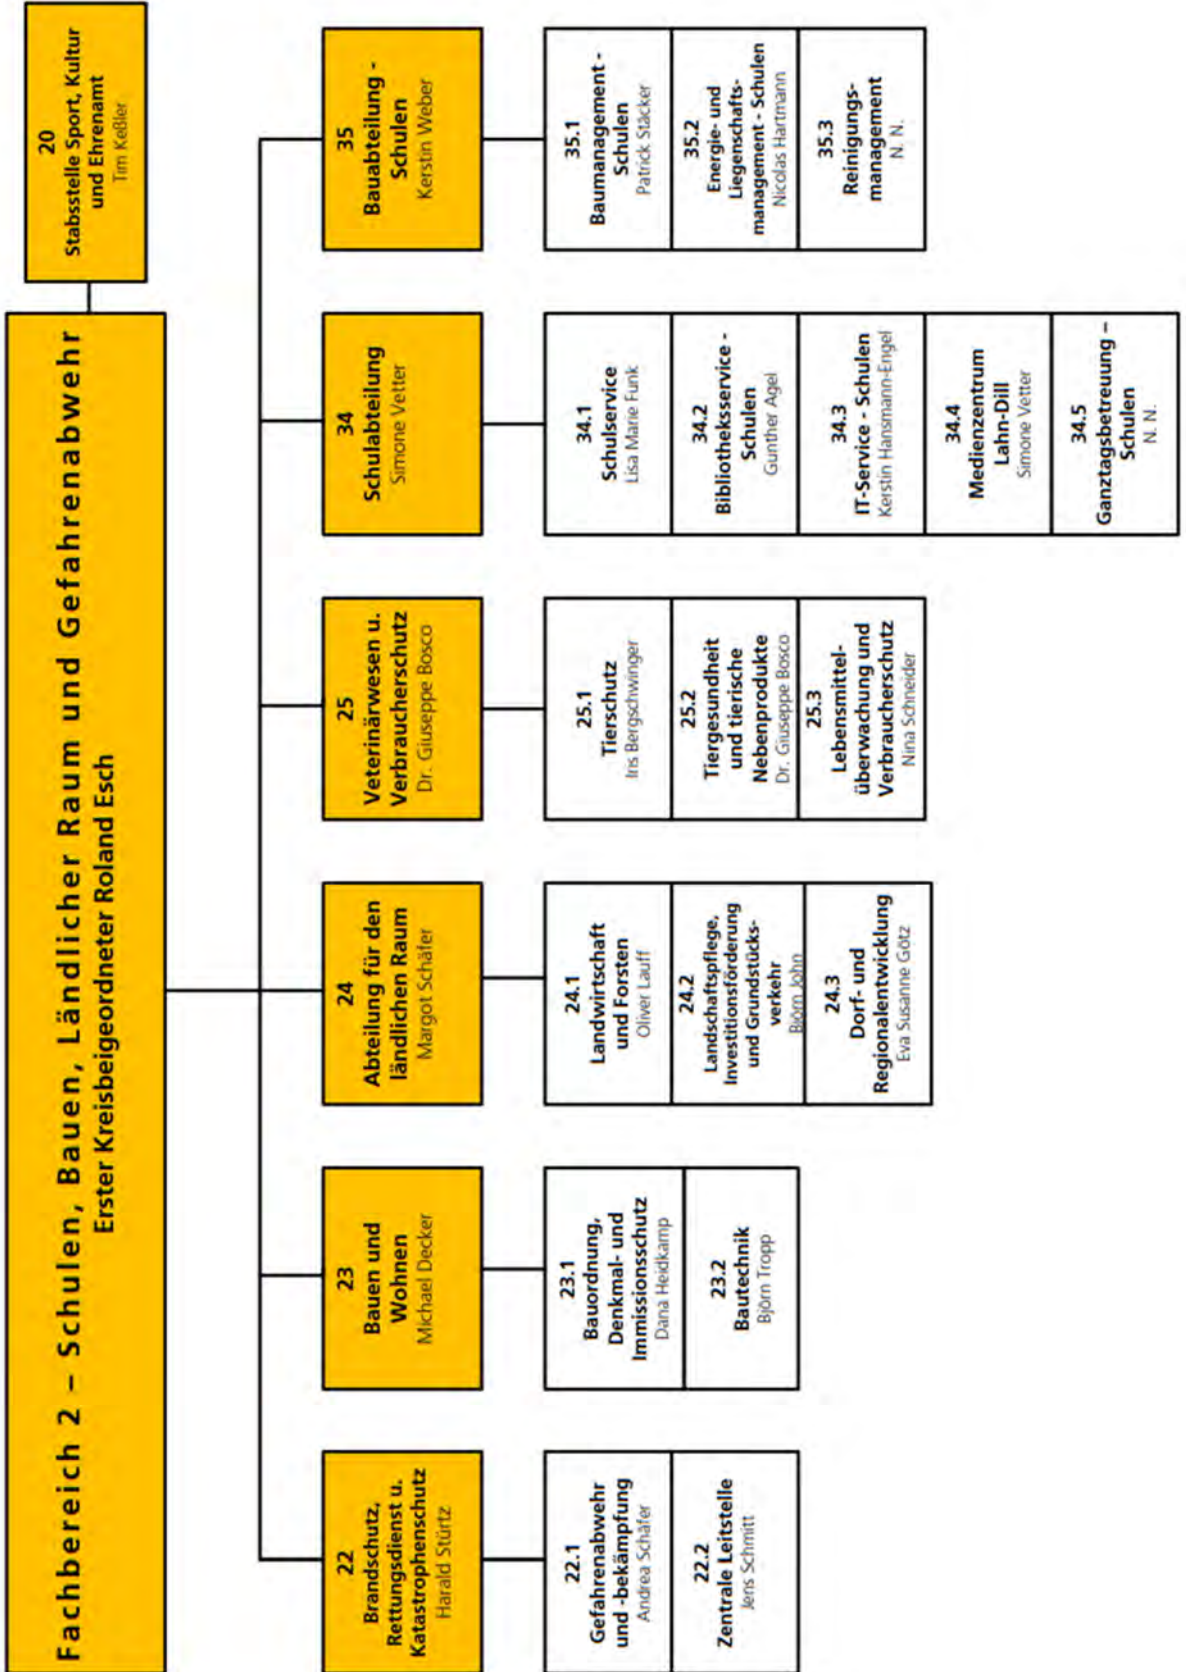 Fachbereich 2 – Schulen, Bauen, Ländlicher Raum und Gefahrenabwehr
Erster Kreisbeigeordneter Roland Esch
20
Stabsstelle Sport, Kultur
und Ehrenamt
Tim Keßler
22
Brandschutz,
Rettungsdienst u.
Katastrophenschutz
Harald Stürtz
22.1
Gefahrenabwehr
und -bekämpfung
Andrea Schäfer
22.2
Zentrale Leitstelle
Jens Schmitt
23
Bauen und
Wohnen
Michael Decker
23.1
Bauordnung,
Denkmal- und
Immissionsschutz
Dana Heidkamp
23.2
Bautechnik
Björn Tropp
24
Abteilung für den
ländlichen Raum
Margot Schäfer
24.1
Landwirtschaft
und Forsten
Oliver Lauff
24.2
Landschaftspflege,
Investitionsförderung
und Grundstücks-
verkehr
Björn John
24.3
Dorf- und
Regionalentwicklung
Eva Susanne Götz
25
Veterinärwesen u.
Verbraucherschutz
Dr. Giuseppe Bosco
25.1
Tierschutz
Iris Bergschwinger
25.2
Tiergesundheit
und tierische
Nebenprodukte
Dr. Giuseppe Bosco
25.3
Lebensmittel-
überwachung und
Verbraucherschutz
Nina Schneider
34
Schulabteilung
Simone Vetter
34.1
Schulservice
Lisa Marie Funk
34.2
Bibliotheksservice -
Schulen
Gunther Agel
34.3
IT-Service - Schulen
Kerstin Hansmann-Engel
34.4
Medienzentrum
Lahn-Dill
Simone Vetter
34.5
Ganztagsbetreuung –
Schulen
N. N.
35
Bauabteilung -
Schulen
Kerstin Weber
35.1
Baumanagement -
Schulen
Patrick Stäcker
35.2
Energie- und
Liegenschafts-
management - Schulen
Nicolas Hartmann
35.3
Reinigungs-
management
N. N.